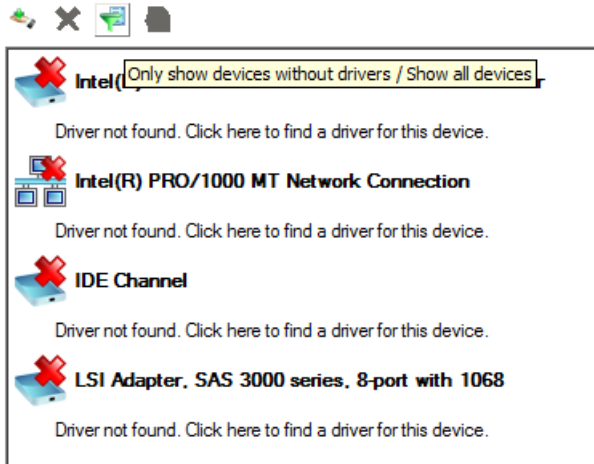 Only show devices without drivers / Show all devices
Intel(
Driver not found. Click here to find a driver for this device.
Intel(R) PRO/1000 MT Network Connection
Driver not found. Click here to find a driver for this device.
IDE Channel
Driver not found. Click here to find a driver for this device.
LSI Adapter, SAS 3000 series, 8-port with 1068
Driver not found. Click here to find a driver for this device.